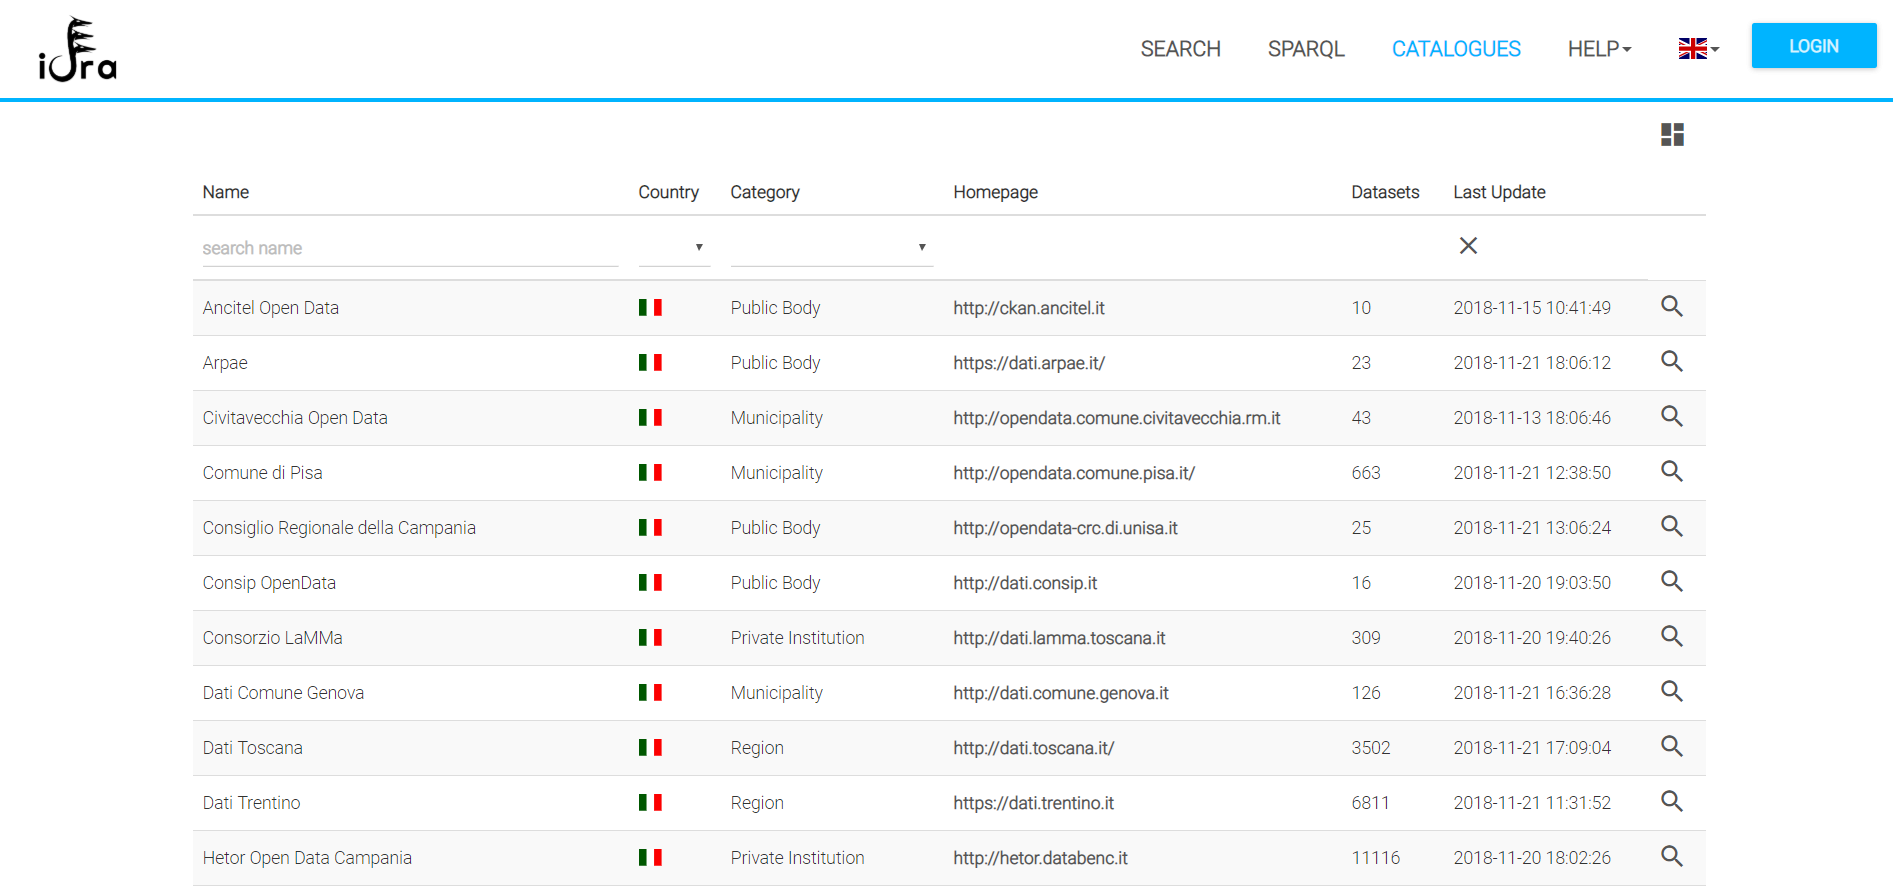 idra
SEARCH SPARQL CATALOGUES HELP LOGIN
Name Country Category Homepage Datasets Last Update
search name
Ancitel Open Data Public Body http://ckan.ancitel.it 10 2018-11-15 10:41:49
Arpae Public Body https://dati.arpae.it/ 23 2018-11-21 18:06:12
Civitavecchia Open Data Municipality http://opendata.comune.civitavecchia.rm.it 43 2018-11-13 18:06:46
Comune di Pisa Municipality http://opendata.comune.pisa.it/ 663 2018-11-21 12:38:50
Consiglio Regionale della Campania Public Body http://opendata-crc.di.unisa.it 25 2018-11-21 13:06:24
Consip OpenData Public Body http://dati.consip.it 16 2018-11-20 19:03:50
Consorzio LaMMa Private Institution http://dati.lamma.toscana.it 309 2018-11-20 19:40:26
Dati Comune Genova Municipality http://dati.comune.genova.it 126 2018-11-21 16:36:28
Dati Toscana Region http://dati.toscana.it/ 3502 2018-11-21 17:09:04
Dati Trentino Region https://dati.trentino.it 6811 2018-11-21 11:31:52
Hetor Open Data Campania Private Institution http://hetor.databenc.it 11116 2018-11-20 18:02:26